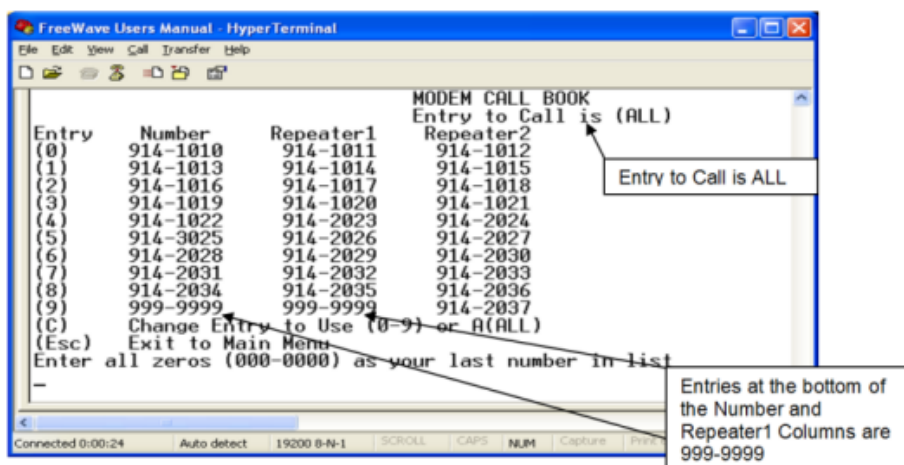 FreeWave Users Manual - HyperTerminal
File Edit View Call Transfer Help
MODEM CALL BOOK
Entry to Call is (ALL)
Entry Number Repeater1 Repeater2
(0) 914-1010 914-1011 914-1012
(1) 914-1013 914-1014 914-1015
(2) 914-1016 914-1017 914-1018
(3) 914-1019 914-1020 914-1021
(4) 914-1022 914-2023 914-2024
(5) 914-3025 914-2026 914-2027
(6) 914-2028 914-2029 914-2030
(7) 914-2031 914-2032 914-2033
(8) 914-2034 914-2035 914-2036
(9) 999-9999 999-9999 914-2037
(C) Change Entry to Use (0-9) or A(ALL)
(Esc) Exit to Main Menu
Enter all zeros (000-0000) as your last number in list
Entry to Call is ALL
Entries at the bottom of
the Number and
Repeater1 Columns are
999-9999
Connected 0:00:24 Auto detect 19200 8-N-1 SCROLL CAPS NUM Capture